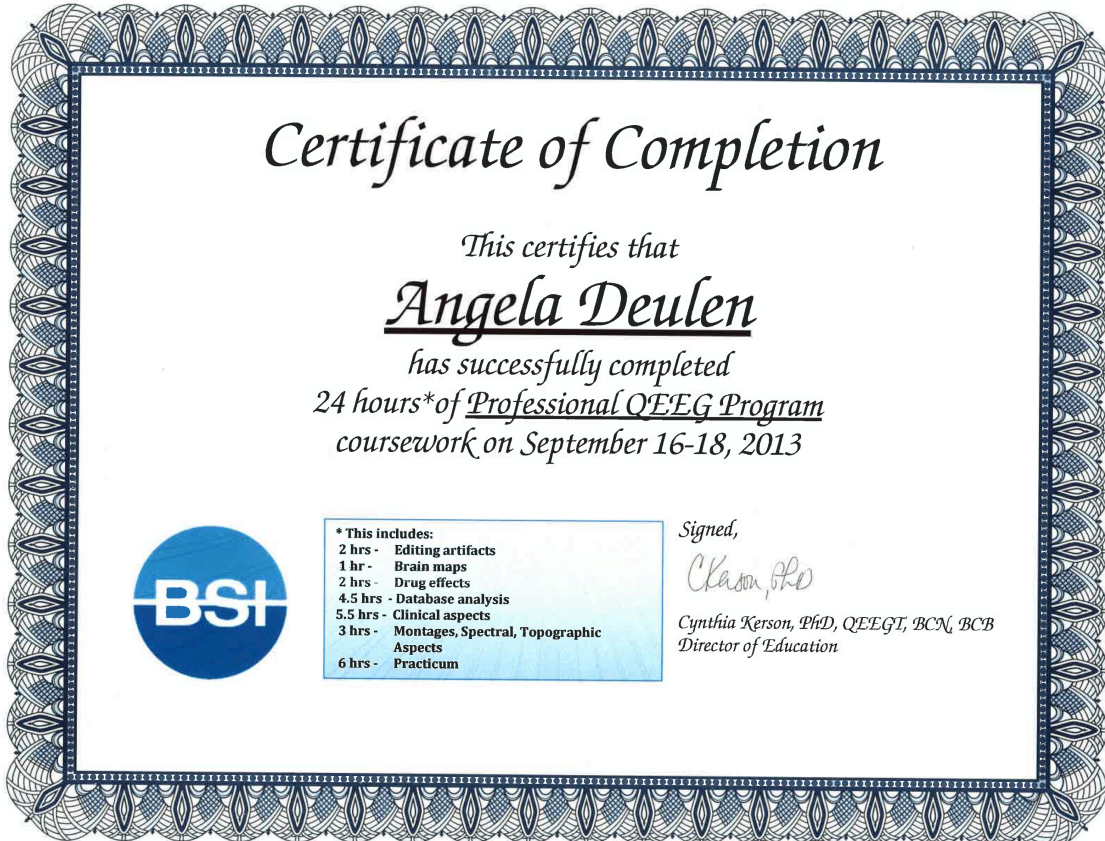 Certificate of Completion
This certifies that
Angela Deulen
has successfully completed
24 hours*of Professional QEEG Program
coursework on September 16-18, 2013
BSI
* This includes:
2 hrs - Editing artifacts
1 hr - Brain maps
2 hrs - Drug effects
4.5 hrs - Database analysis
5.5 hrs - Clinical aspects
3 hrs - Montages, Spectral, Topographic
Aspects
6 hrs - Practicum
Signed,
CKerson, PhD
Cynthia Kerson, PhD, QEEGT, BCN, BCB
Director of Education